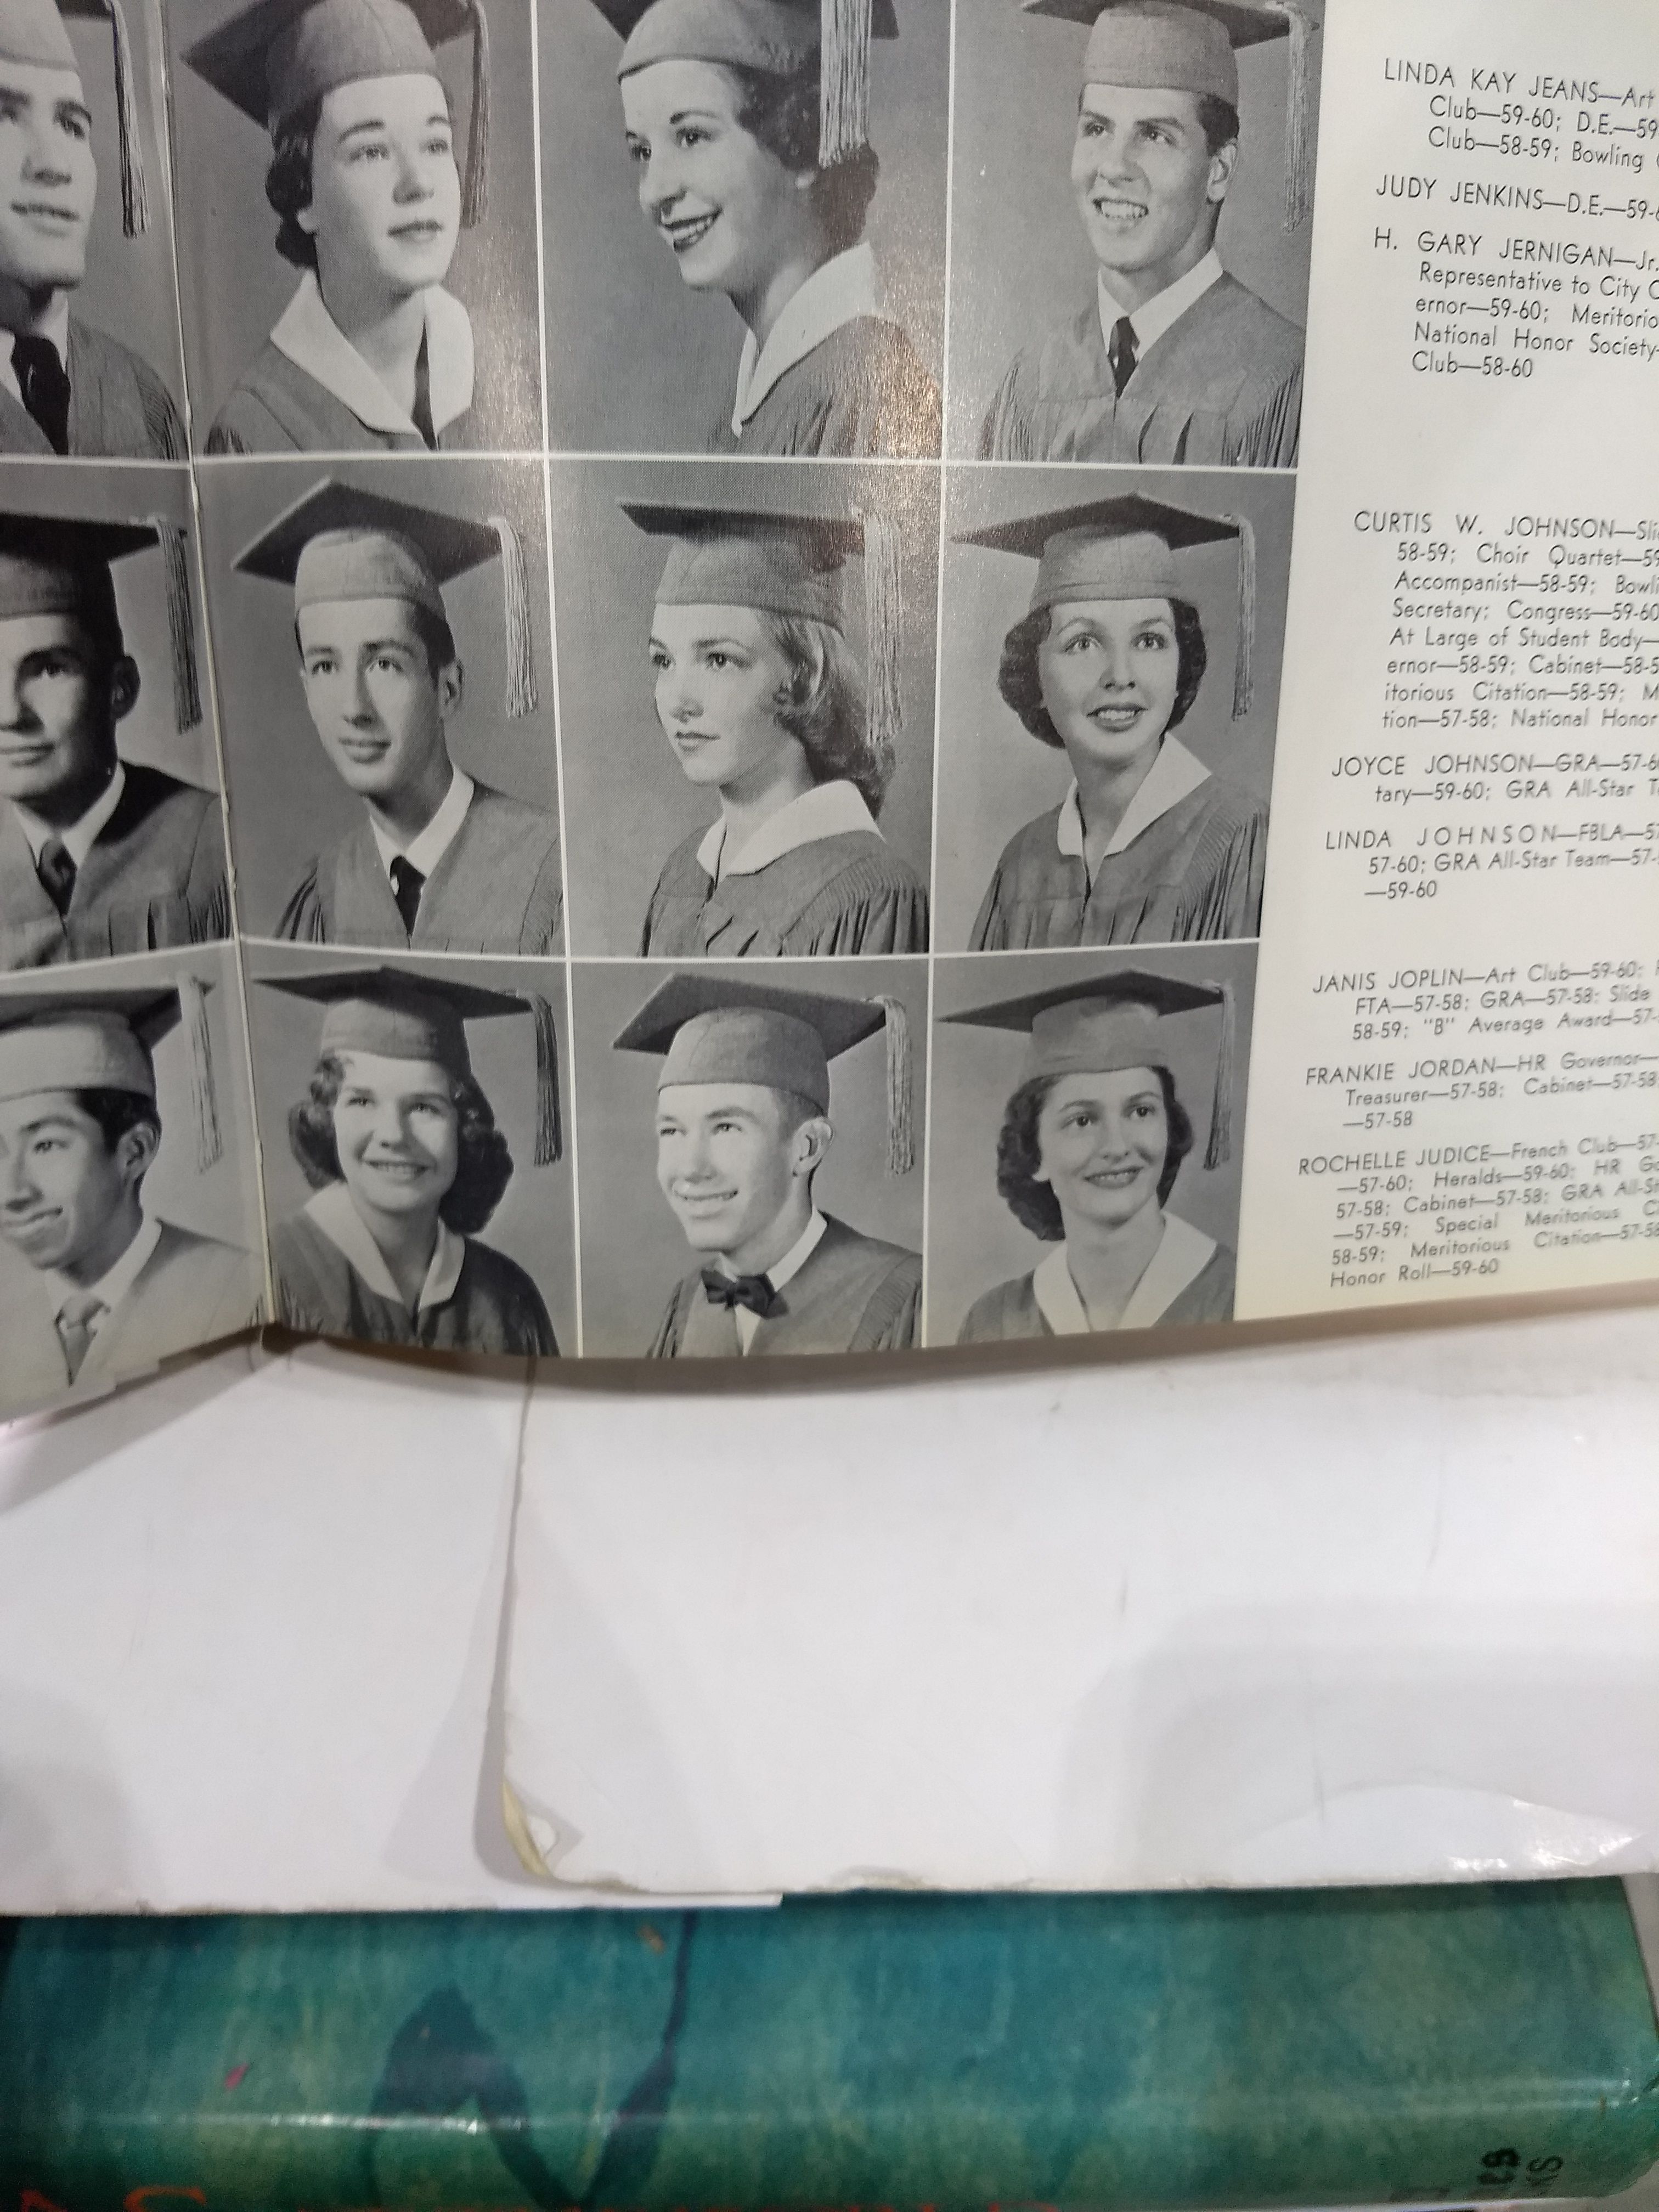 LINDA KAY JEANS—Art
Club—59-60; D.E.—59
Club—58-59; Bowling
JUDY JENKINS—D.E.—59-6
H. GARY JERNIGAN—Jr.
Representative to City C
ernor—59-60; Meritorio
National Honor Society—
Club—58-60
CURTIS W. JOHNSON—Sli
58-59; Choir Quartet—59
Accompanist—58-59; Bowli
Secretary; Congress—59-60
At Large of Student Body—
ernor—58-59; Cabinet—58-5
itorious Citation—58-59; M
tion—57-58; National Honor
JOYCE JOHNSON—GRA—57-6
tary—59-60; GRA All-Star T
LINDA JOHNSON—FBLA—57
57-60; GRA All-Star Team—57-
—59-60
JANIS JOPLIN—Art Club—59-60; F
FTA—57-58; GRA—57-58; Slide
58-59; "B" Average Award—57-
FRANKIE JORDAN—HR Governor—
Treasurer—57-58; Cabinet—57-58;
—57-58
ROCHELLE JUDICE—French Club—57-
—57-60; Heralds—59-60; HR Go
57-58; Cabinet—57-58; GRA All-St
—57-59; Special Meritorious Ci
58-59; Meritorious Citation—57-58
Honor Roll—59-60